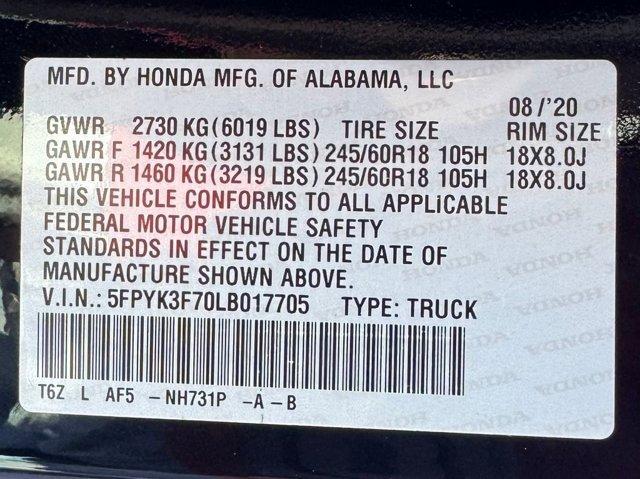 MFD. BY HONDA MFG. OF ALABAMA, LLC
08/'20
GVWR 2730 KG(6019 LBS) TIRE SIZE RIM SIZE
GAWR F 1420 KG(3131 LBS) 245/60R18 105H 18X8.0J
GAWR R 1460 KG(3219 LBS) 245/60R18 105H 18X8.0J
THIS VEHICLE CONFORMS TO ALL APPLICABLE
FEDERAL MOTOR VEHICLE SAFETY
STANDARDS IN EFFECT ON THE DATE OF
MANUFACTURE SHOWN ABOVE.
V.I.N.: 5FPYK3F70LB017705 TYPE: TRUCK
T6Z L AF5 -NH731P -A-B